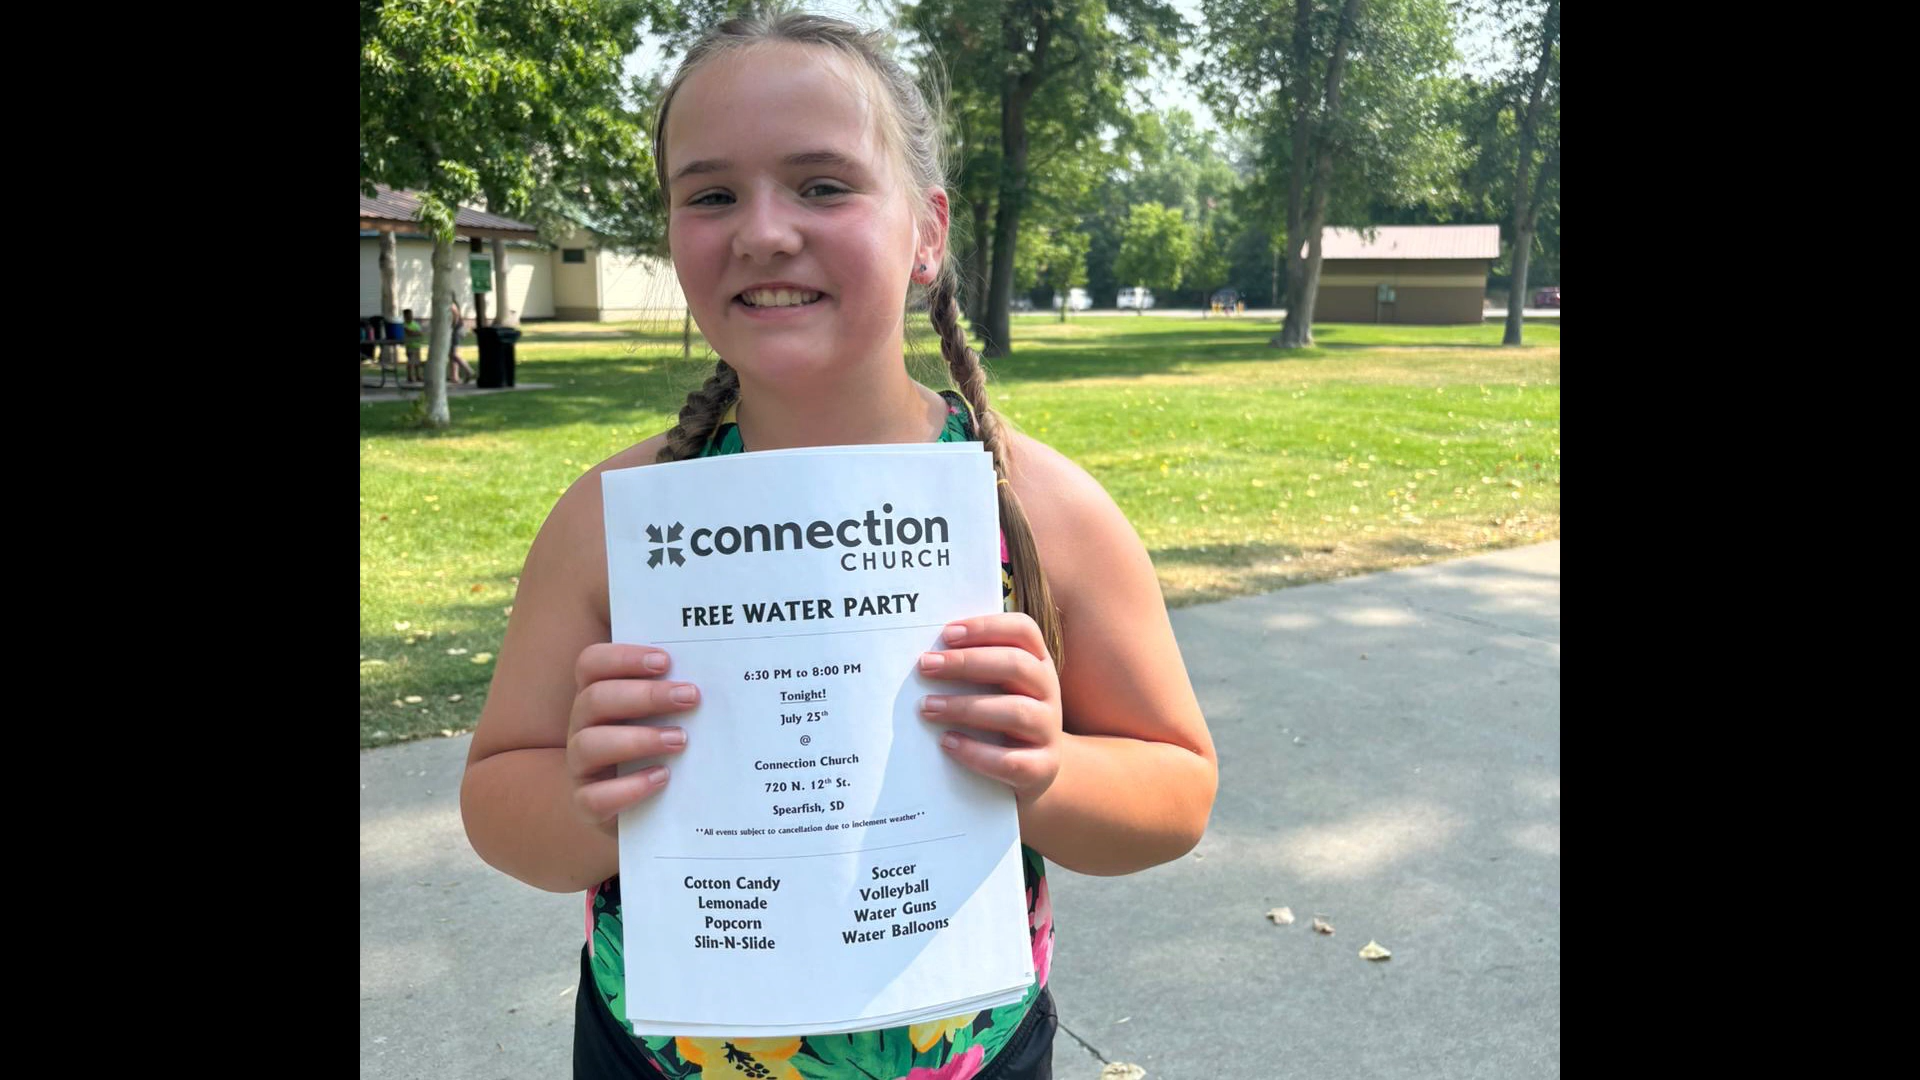 connection
CHURCH
FREE WATER PARTY
6:30 PM to 8:00 PM
Tonight!
July 25th
@
Connection Church
720 N. 12th St.
Spearfish, SD
**All events subject to cancellation due to inclement weather**
Cotton Candy
Lemonade
Popcorn
Slin-N-Slide
Soccer
Volleyball
Water Guns
Water Balloons